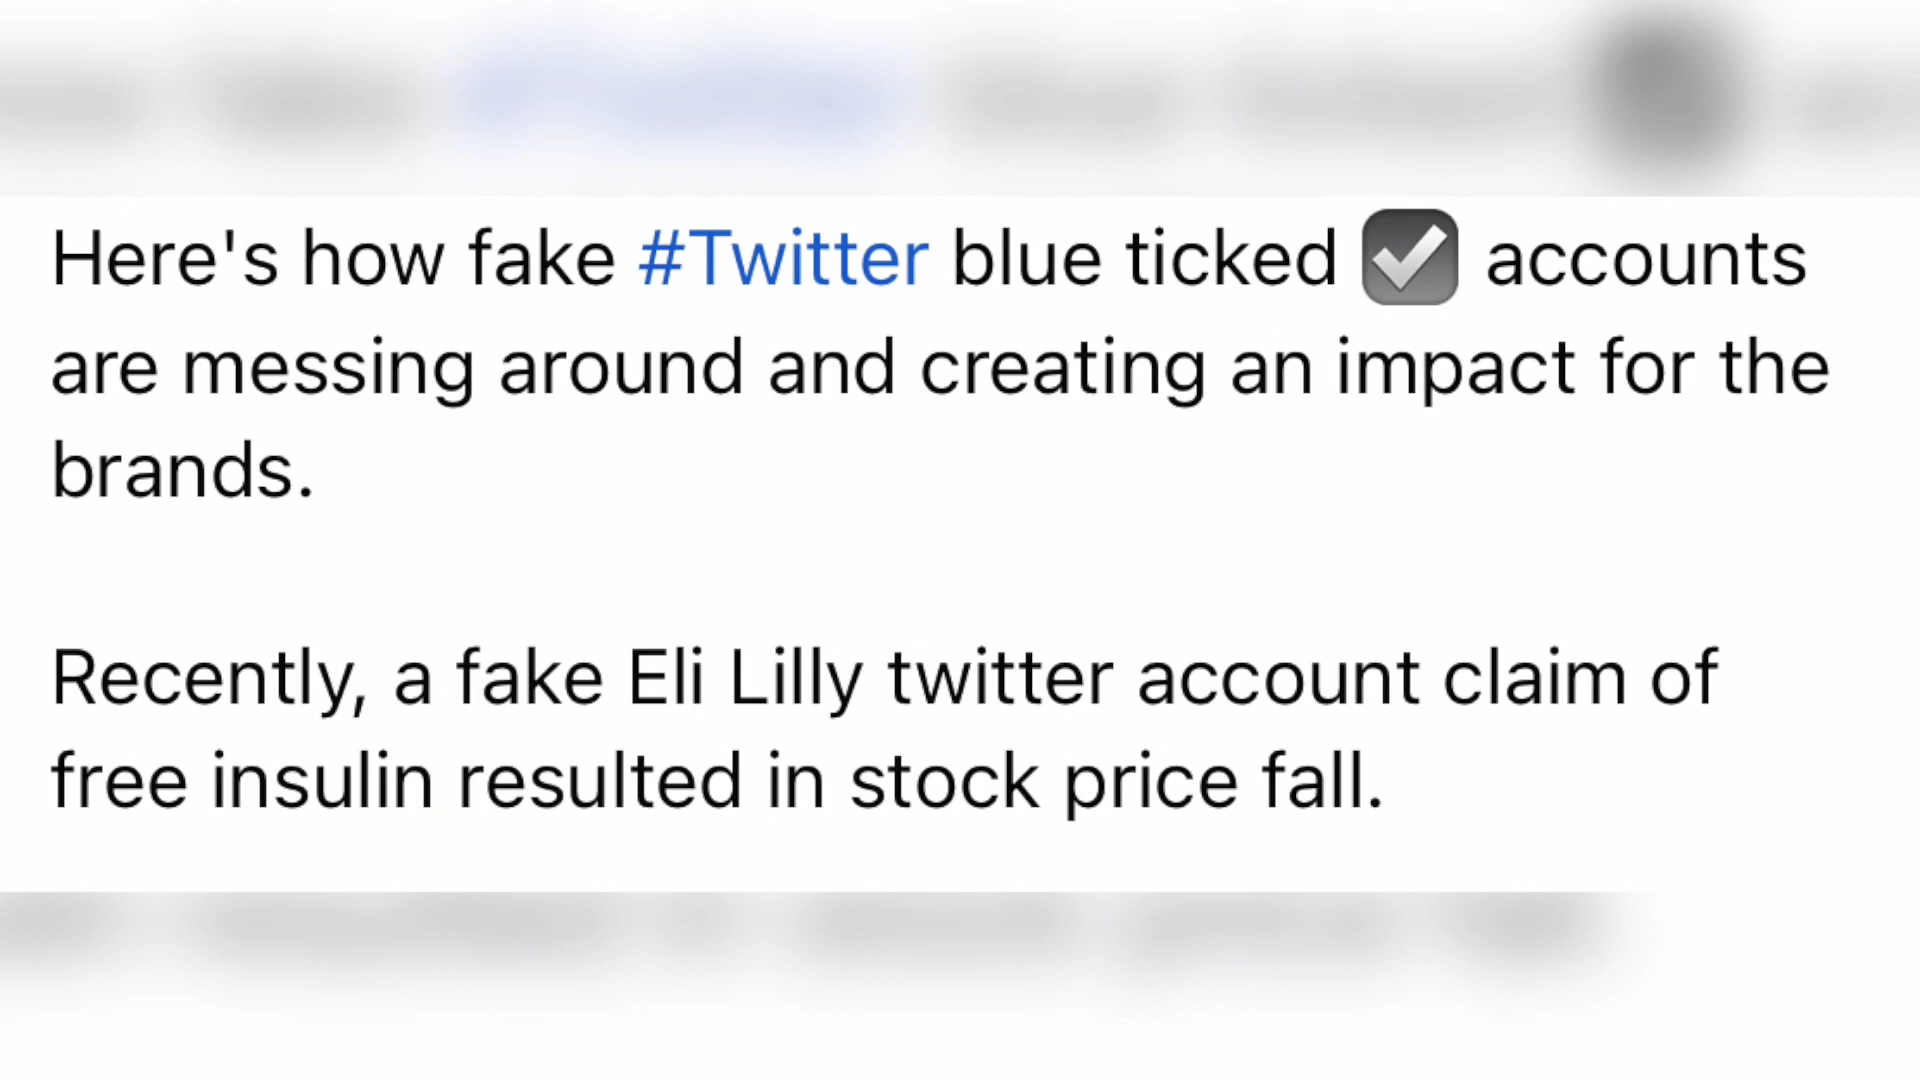 Here's how fake #Twitter blue ticked ☑️ accounts
are messing around and creating an impact for the
brands.
Recently, a fake Eli Lilly twitter account claim of
free insulin resulted in stock price fall.